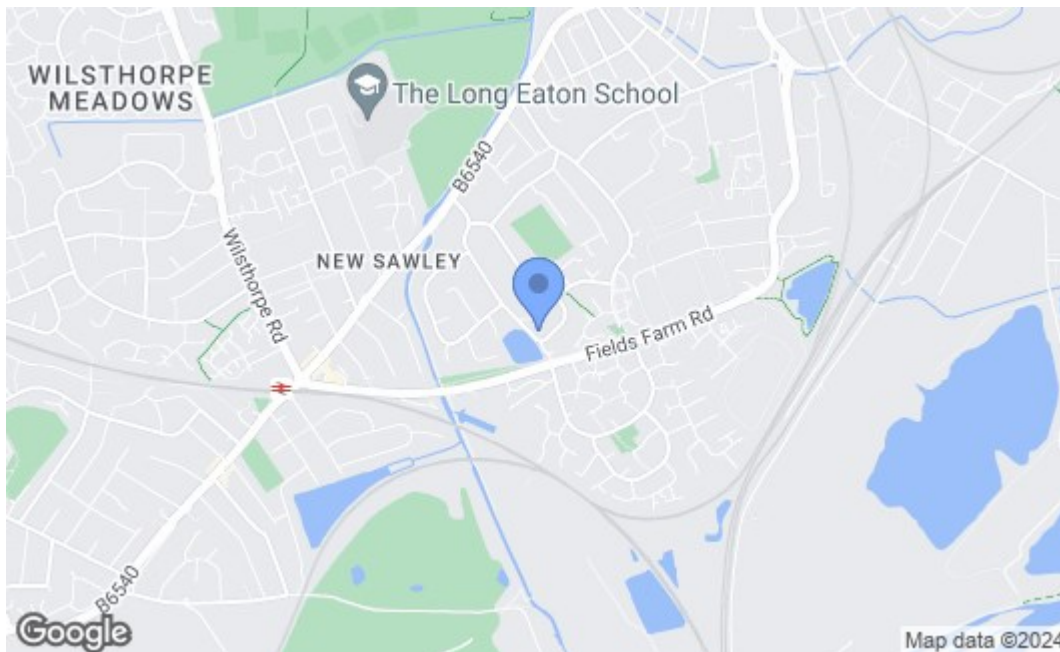 WILSTHORPE
MEADOWS
The Long Eaton School
B6540
Wilsthorpe Rd
NEW SAWLEY
Fields Farm Rd
B6540
Google
Map data ©2024